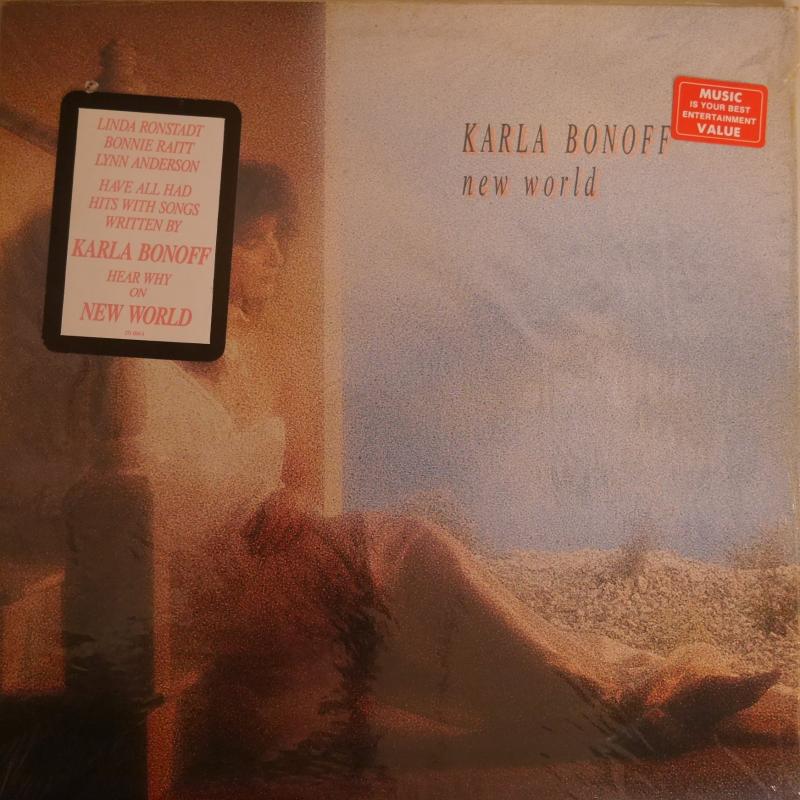 LINDA RONSTADT
BONNIE RAITT
LYNN ANDERSON
HAVE ALL HAD
HITS WITH SONGS
WRITTEN BY
KARLA BONOFF
HEAR WHY
ON
NEW WORLD
KARLA BONOFF
new world
MUSIC
IS YOUR BEST
ENTERTAINMENT
VALUE